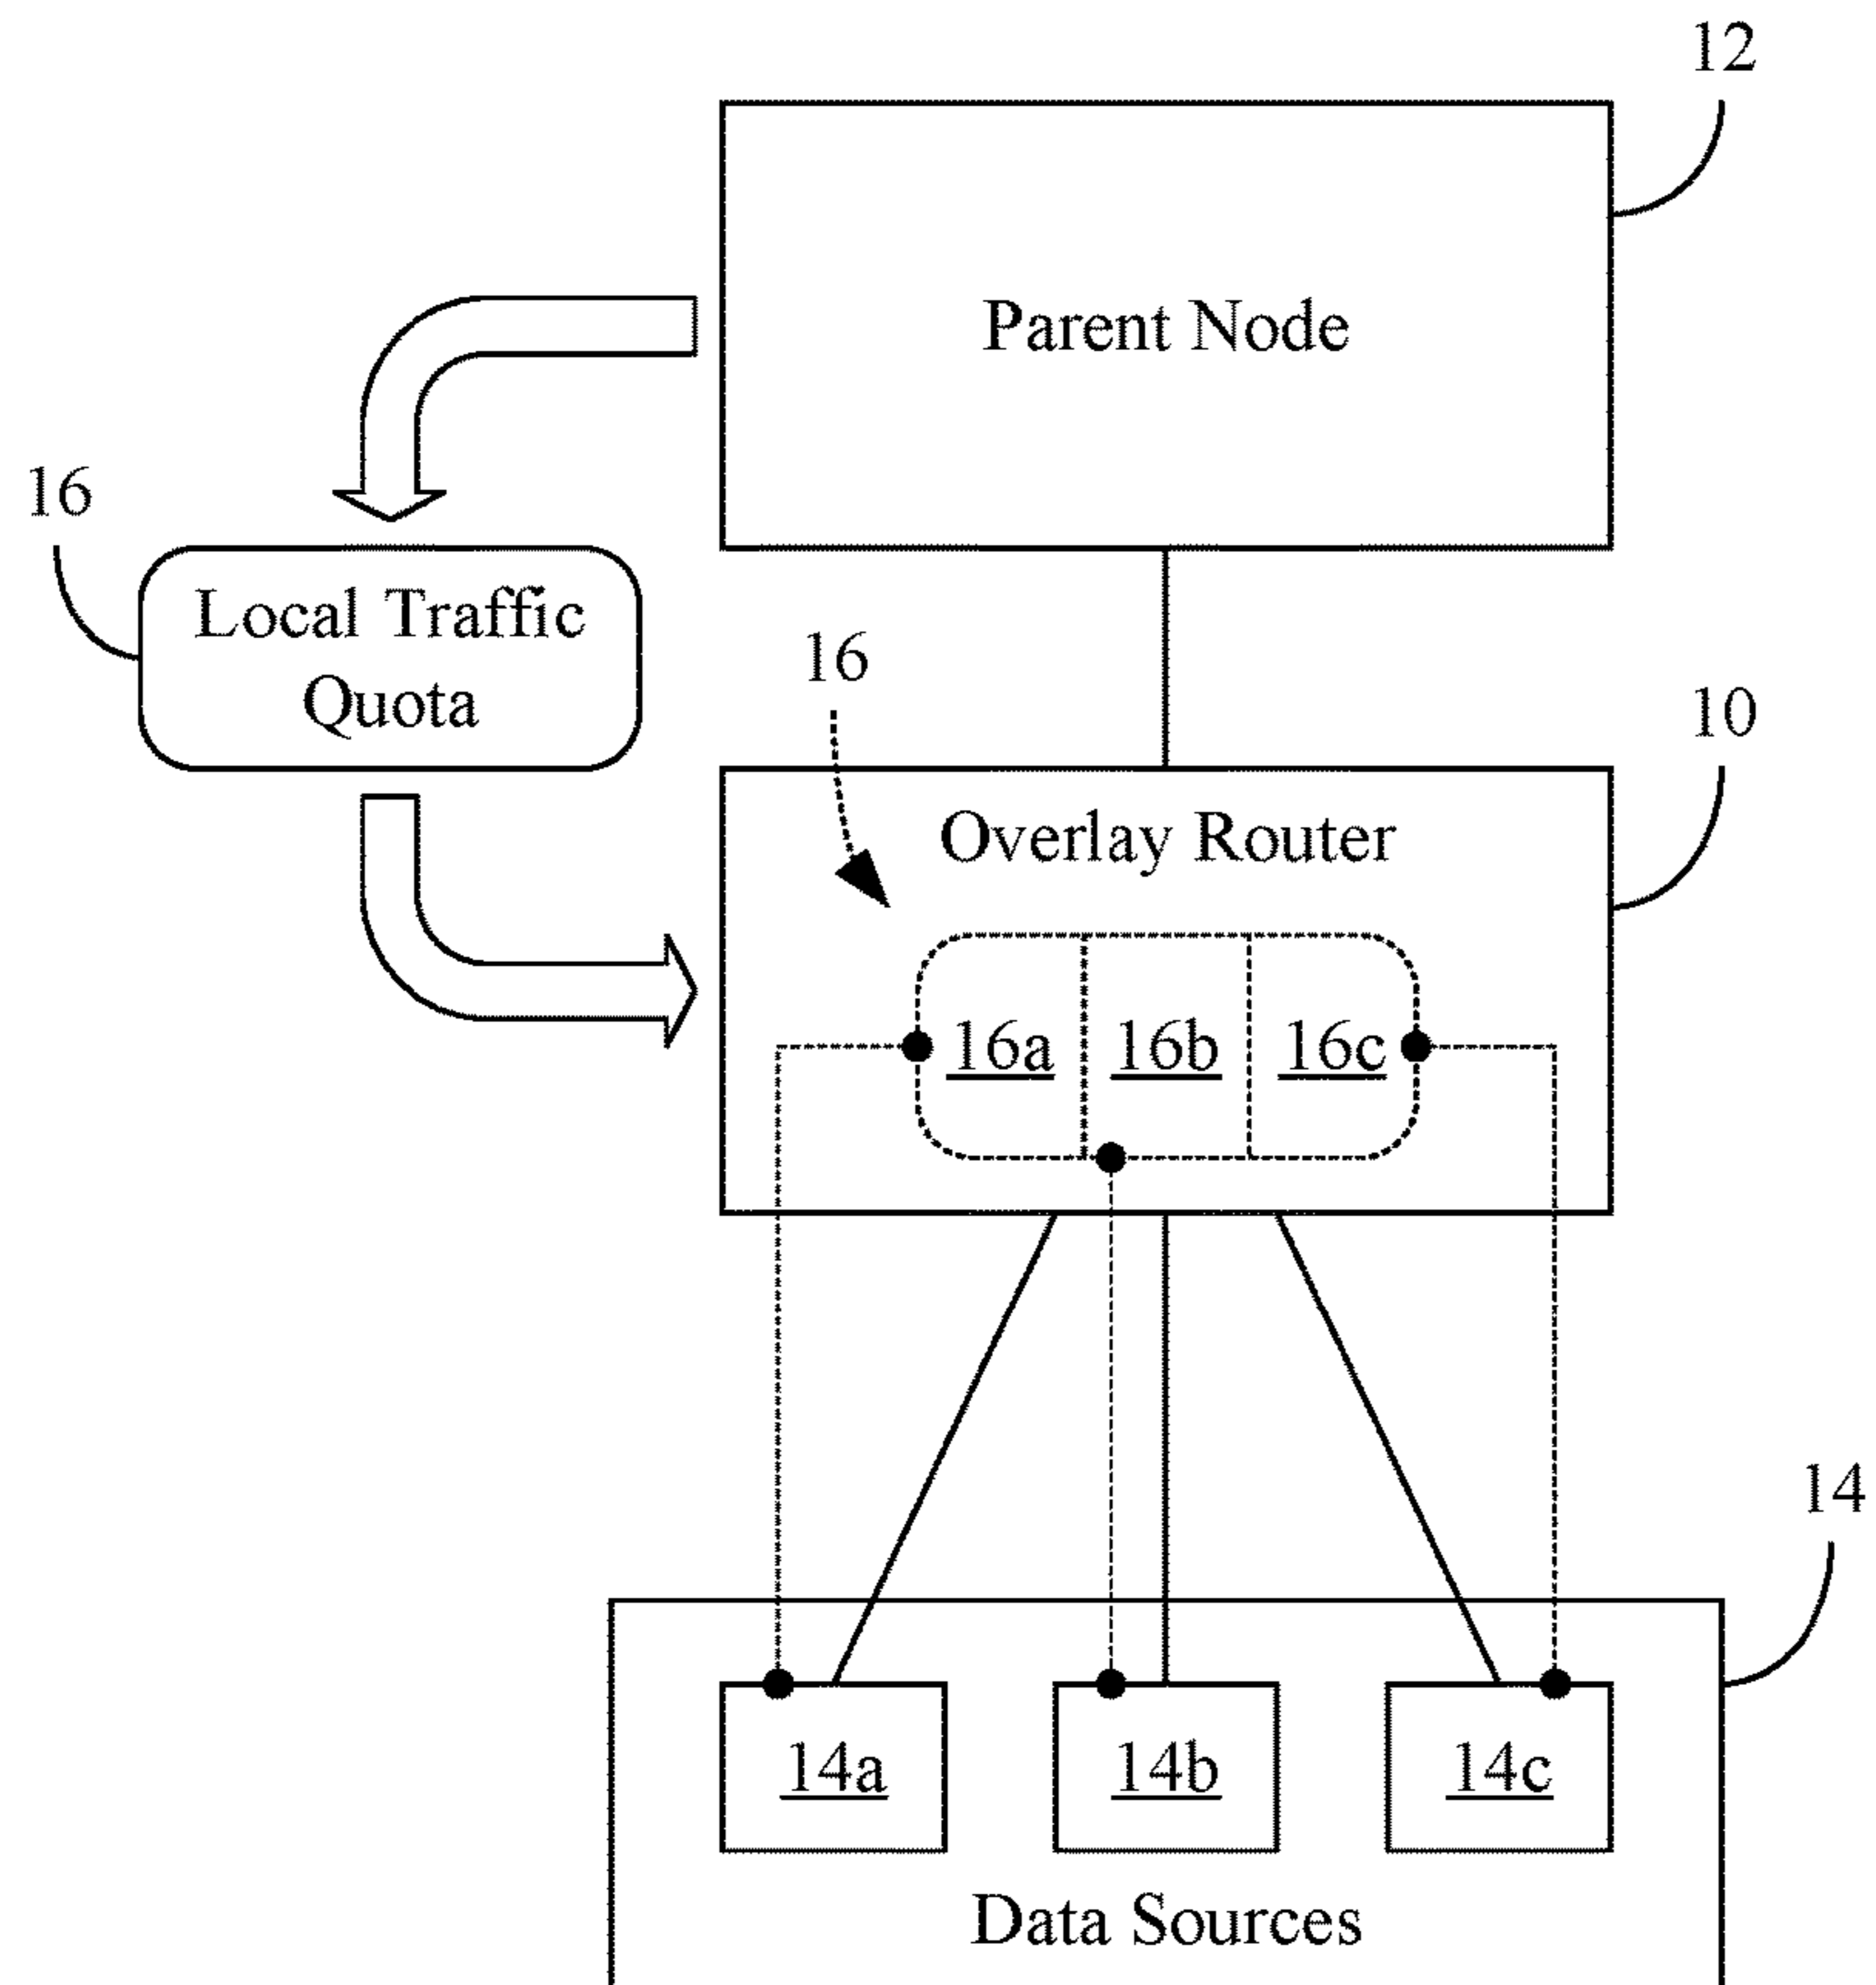 12
Parent Node
16
Local Traffic
Quota
16
10
Overlay Router
16a 16b 16c
14
14a 14b 14c
Data Sources